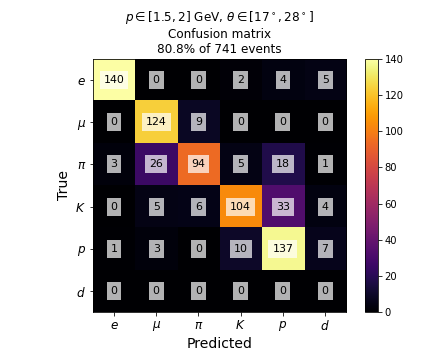 p ∈ [1.5, 2] GeV, θ ∈ [17°, 28°]
Confusion matrix
80.8% of 741 events
True
e 140 0 0 2 4 5
μ 0 124 9 0 0 0
π 3 26 94 5 18 1
K 0 5 6 104 33 4
p 1 3 0 10 137 7
d 0 0 0 0 0 0
e μ π K p d
Predicted
140
120
100
80
60
40
20
0